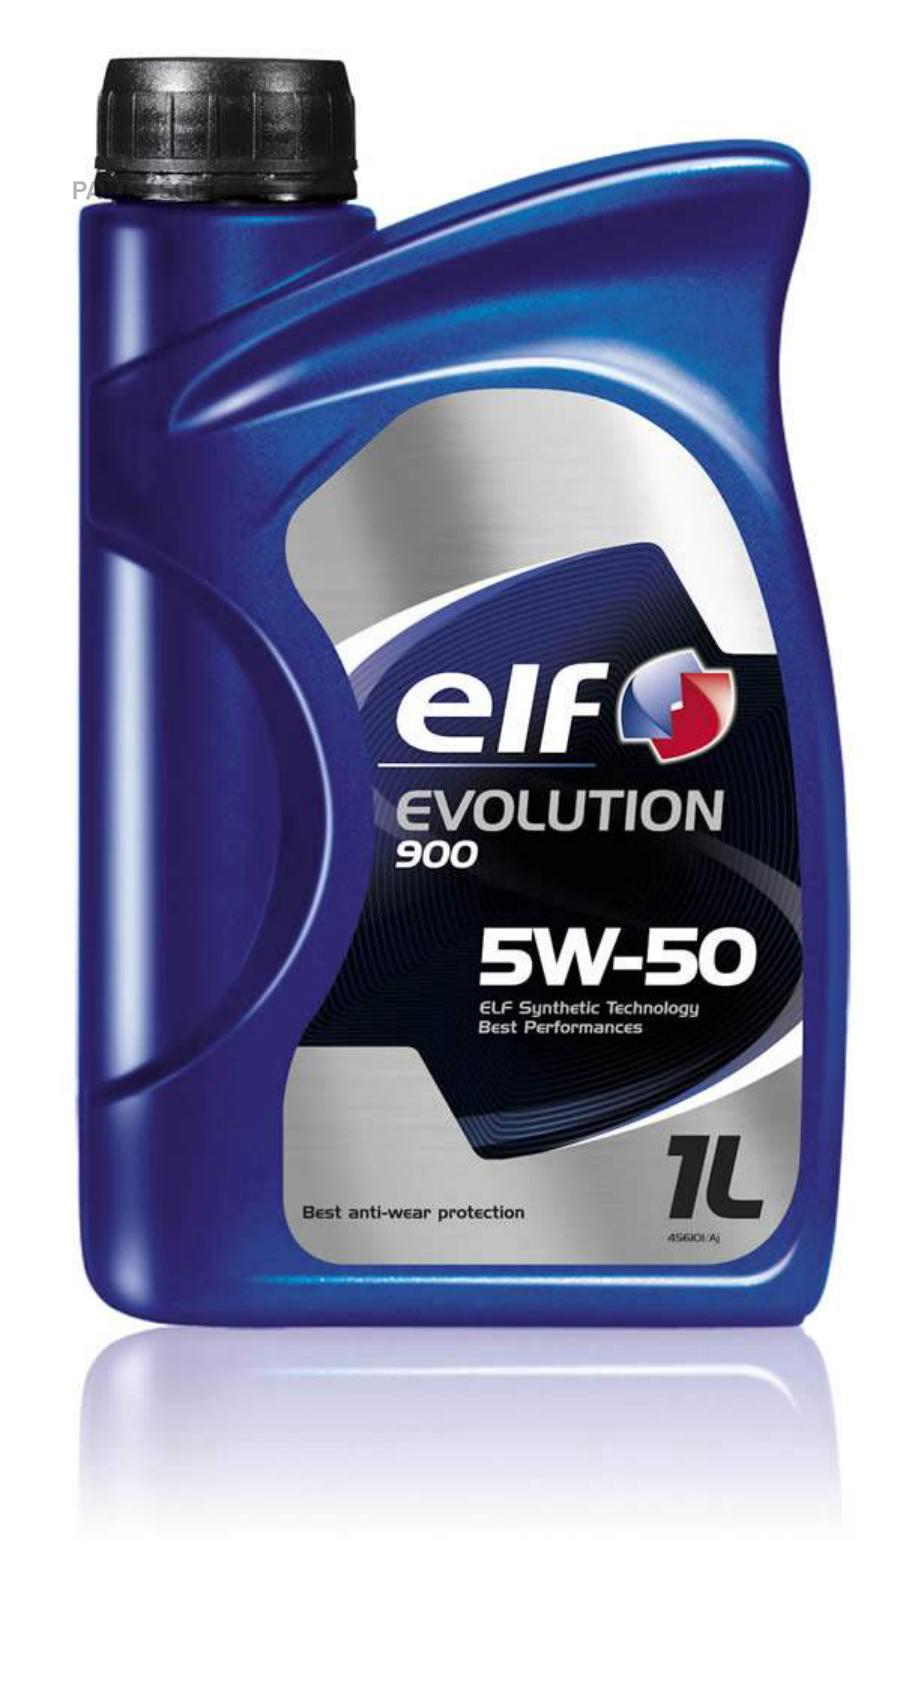 elf
EVOLUTION
900
5W-50
ELF Synthetic Technology
Best Performances
1L
Best anti-wear protection